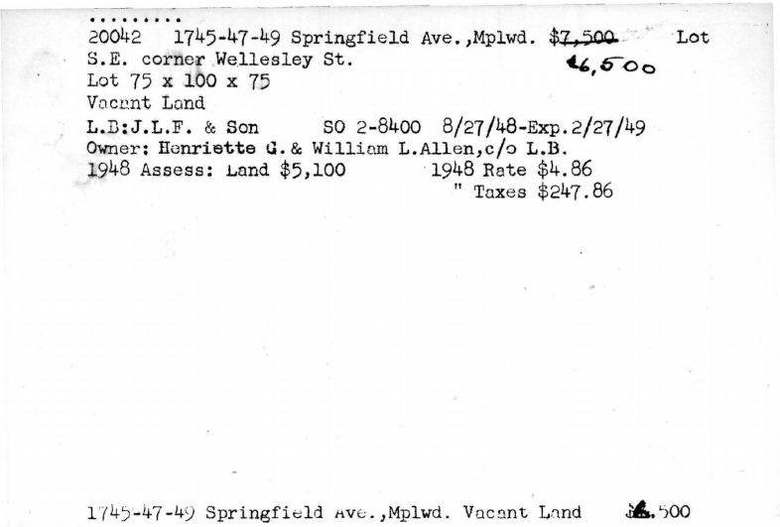 20042 1745-47-49 Springfield Ave.,Mplwd. $7,500 Lot
S.E. corner Wellesley St. $6,500
Lot 75 x 100 x 75
Vacant Land
L.B:J.L.F. & Son SO 2-8400 8/27/48-Exp.2/27/49
Owner: Henriette G.& William L.Allen,c/o L.B.
1948 Assess: Land $5,100 1948 Rate $4.86
" Taxes $247.86
1745-47-49 Springfield Ave.,Mplwd. Vacant Land $6,500